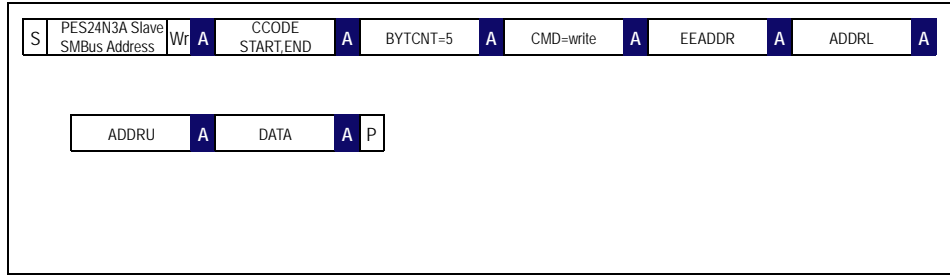 S PES24N3A Slave SMBus Address Wr A CCODE START,END A BYTCNT=5 A CMD=write A EEADDR A ADDRL A
ADDRU A DATA A P